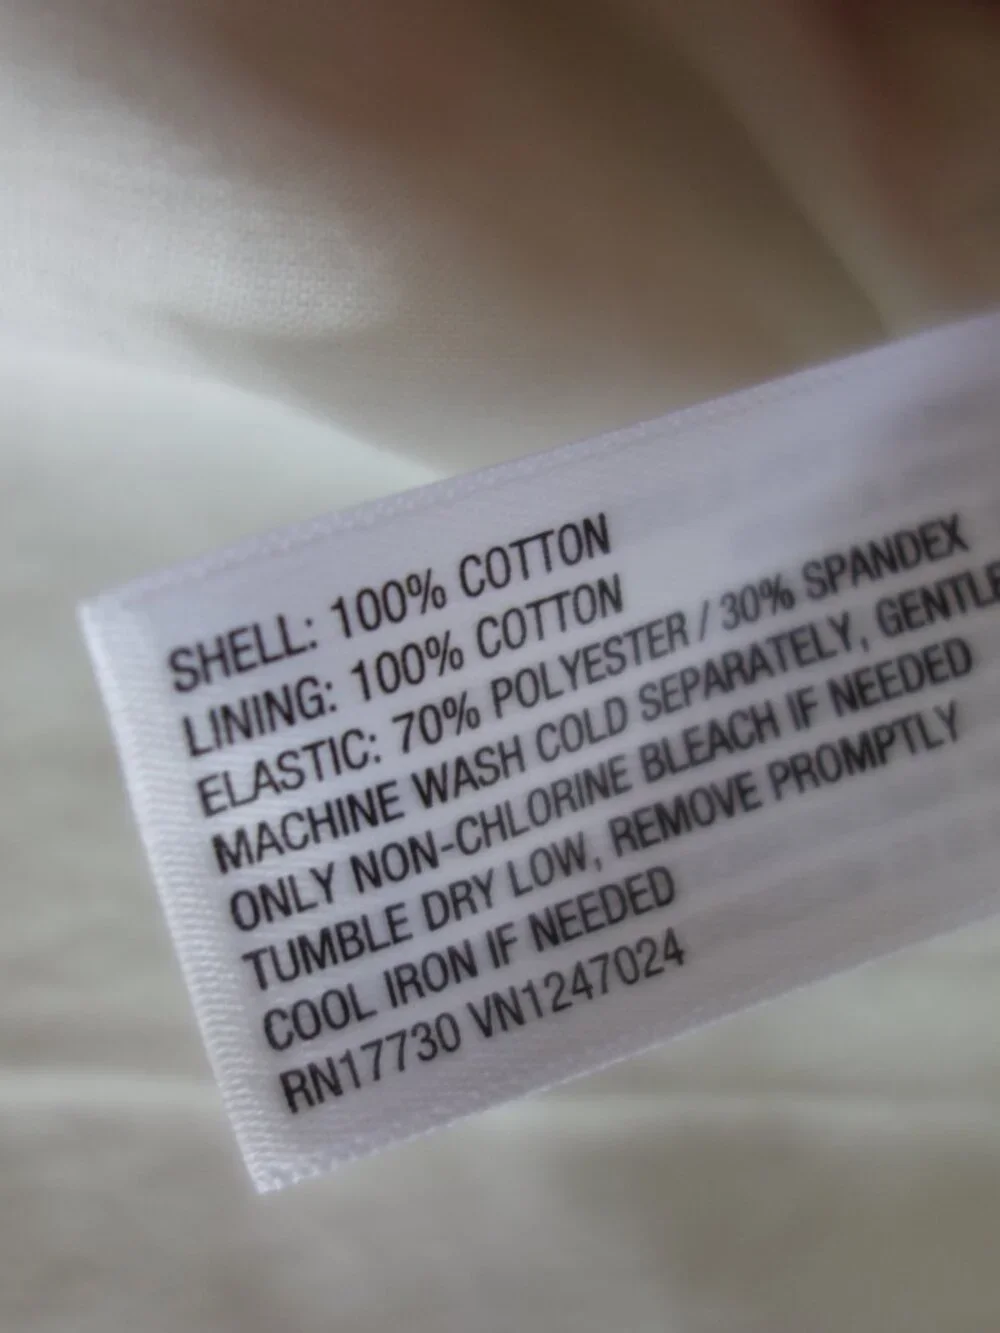 SHELL: 100% COTTON
LINING: 100% COTTON
ELASTIC: 70% POLYESTER / 30% SPANDEX
MACHINE WASH COLD SEPARATELY, GENTLE
ONLY NON-CHLORINE BLEACH IF NEEDED
TUMBLE DRY LOW, REMOVE PROMPTLY
COOL IRON IF NEEDED
RN17730 VN1247024